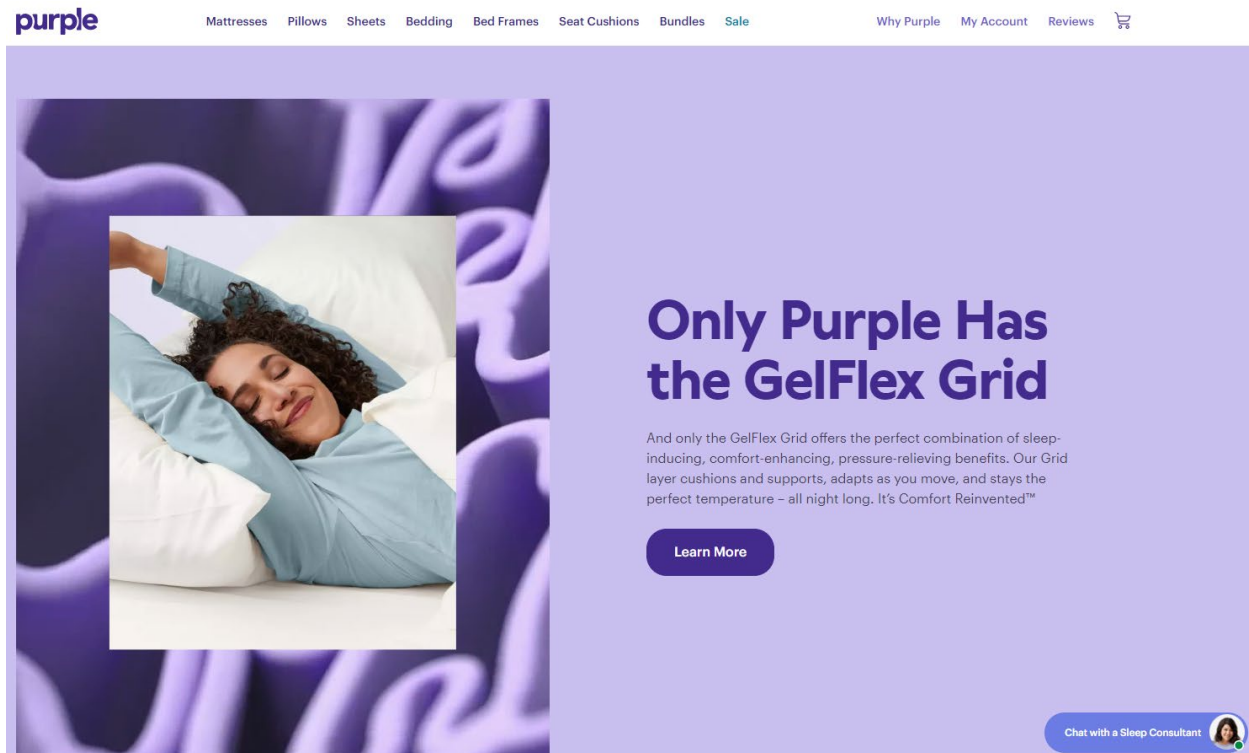 purple
Mattresses Pillows Sheets Bedding Bed Frames Seat Cushions Bundles Sale
Why Purple My Account Reviews
Only Purple Has
the GelFlex Grid
And only the GelFlex Grid offers the perfect combination of sleep-
inducing, comfort-enhancing, pressure-relieving benefits. Our Grid
layer cushions and supports, adapts as you move, and stays the
perfect temperature – all night long. It's Comfort Reinvented™
Learn More
Chat with a Sleep Consultant